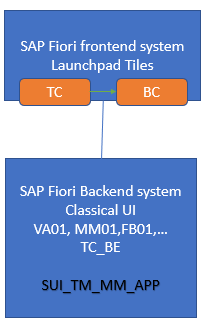 SAP Fiori frontend system
Launchpad Tiles
TC
BC
SAP Fiori Backend system
Classical UI
VA01, MM01,FB01,...
TC_BE
SUI_TM_MM_APP